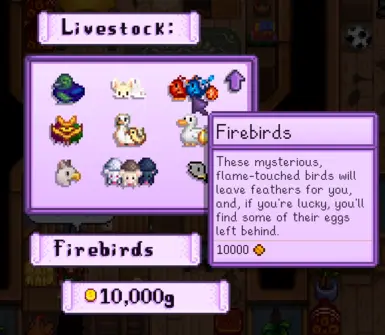 Livestock:
Firebirds
These mysterious,
flame-touched birds will
leave feathers for you,
and, if you're lucky, you'll
find some of their eggs
left behind.
10000
Firebirds
10,000g